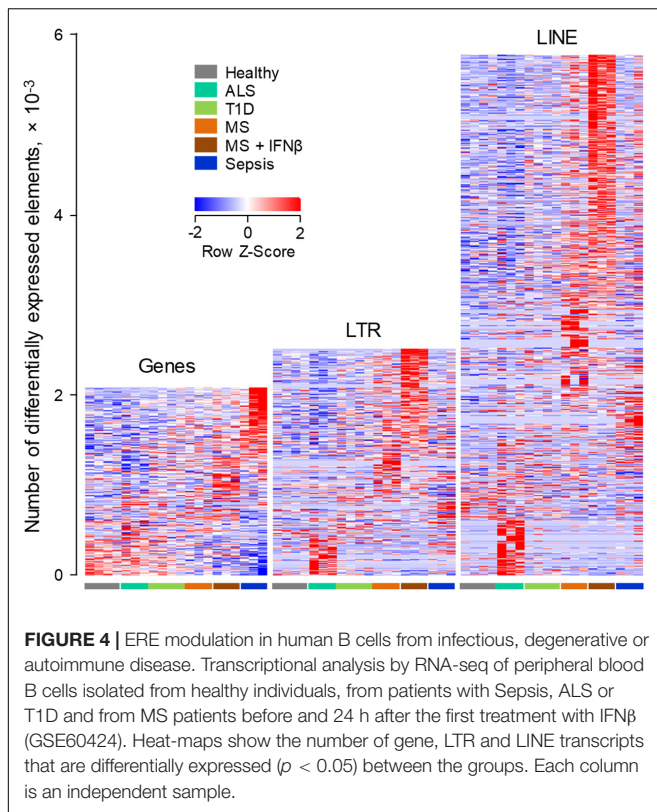 6
LINE
Healthy
ALS
T1D
MS
MS + IFNβ
Sepsis
-2 0 2
Row Z-Score
Number of differentially expressed elements, × 10⁻³
4
LTR
Genes
2
0
FIGURE 4 | ERE modulation in human B cells from infectious, degenerative or
autoimmune disease. Transcriptional analysis by RNA-seq of peripheral blood
B cells isolated from healthy individuals, from patients with Sepsis, ALS or
T1D and from MS patients before and 24 h after the first treatment with IFNβ
(GSE60424). Heat-maps show the number of gene, LTR and LINE transcripts
that are differentially expressed (p < 0.05) between the groups. Each column
is an independent sample.